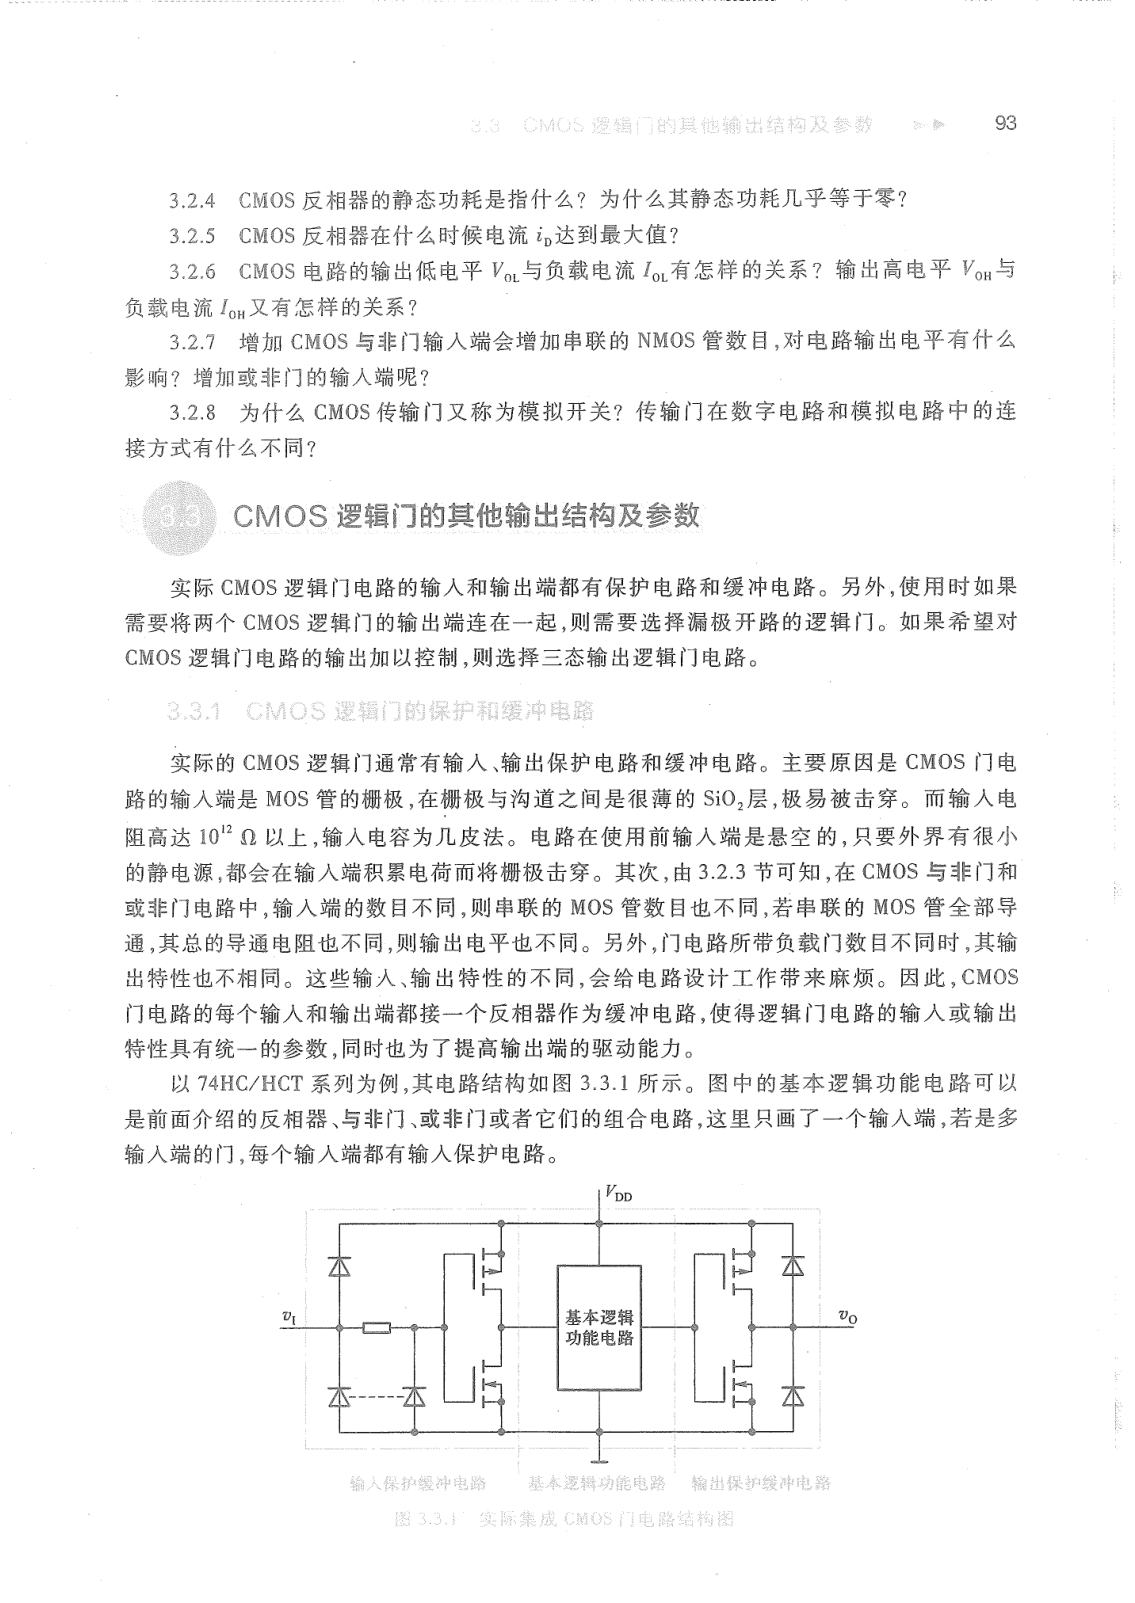 3.3 CMOS 逻辑门的其他输出结构及参数 93
3.2.4 CMOS 反相器的静态功耗是指什么？为什么其静态功耗几乎等于零？
3.2.5 CMOS 反相器在什么时候电流 iD达到最大值？
3.2.6 CMOS 电路的输出低电平 VOL与负载电流 IOL有怎样的关系？输出高电平 VOH与
负载电流 IOH又有怎样的关系？
3.2.7 增加 CMOS 与非门输入端会增加串联的 NMOS 管数目,对电路输出电平有什么
影响？增加或非门的输入端呢？
3.2.8 为什么 CMOS 传输门又称为模拟开关？传输门在数字电路和模拟电路中的连
接方式有什么不同？
3.3 CMOS 逻辑门的其他输出结构及参数
实际 CMOS 逻辑门电路的输入和输出端都有保护电路和缓冲电路。另外,使用时如果
需要将两个 CMOS 逻辑门的输出端连在一起,则需要选择漏极开路的逻辑门。如果希望对
CMOS 逻辑门电路的输出加以控制,则选择三态输出逻辑门电路。
3.3.1 CMOS 逻辑门的保护和缓冲电路
实际的 CMOS 逻辑门通常有输入、输出保护电路和缓冲电路。主要原因是 CMOS 门电
路的输入端是 MOS 管的栅极,在栅极与沟道之间是很薄的 SiO₂层,极易被击穿。而输入电
阻高达 10¹² Ω 以上,输入电容为几皮法。电路在使用前输入端是悬空的,只要外界有很小
的静电源,都会在输入端积累电荷而将栅极击穿。其次,由 3.2.3 节可知,在 CMOS 与非门和
或非门电路中,输入端的数目不同,则串联的 MOS 管数目也不同,若串联的 MOS 管全部导
通,其总的导通电阻也不同,则输出电平也不同。另外,门电路所带负载门数目不同时,其输
出特性也不相同。这些输入、输出特性的不同,会给电路设计工作带来麻烦。因此,CMOS
门电路的每个输入和输出端都接一个反相器作为缓冲电路,使得逻辑门电路的输入或输出
特性具有统一的参数,同时也为了提高输出端的驱动能力。
以 74HC/HCT 系列为例,其电路结构如图 3.3.1 所示。图中的基本逻辑功能电路可以
是前面介绍的反相器、与非门、或非门或者它们的组合电路,这里只画了一个输入端,若是多
输入端的门,每个输入端都有输入保护电路。
VDD
vI
基本逻辑
功能电路
vO
输入保护缓冲电路 基本逻辑功能电路 输出保护缓冲电路
图 3.3.1 实际集成 CMOS 门电路结构图